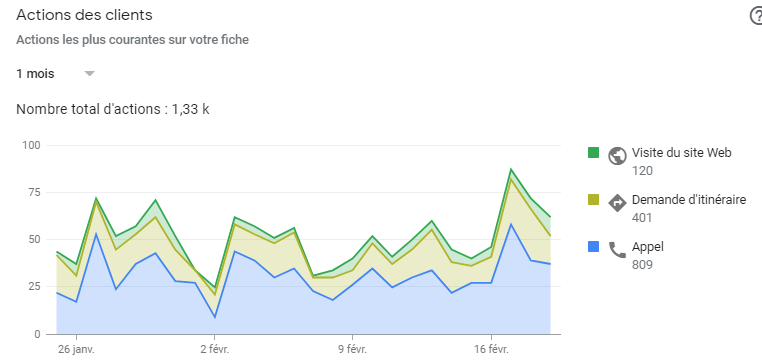 Actions des clients
Actions les plus courantes sur votre fiche
1 mois
Nombre total d'actions : 1,33 k
100
75
50
25
0
26 janv.
2 févr.
9 févr.
16 févr.
Visite du site Web
120
Demande d'itinéraire
401
Appel
809